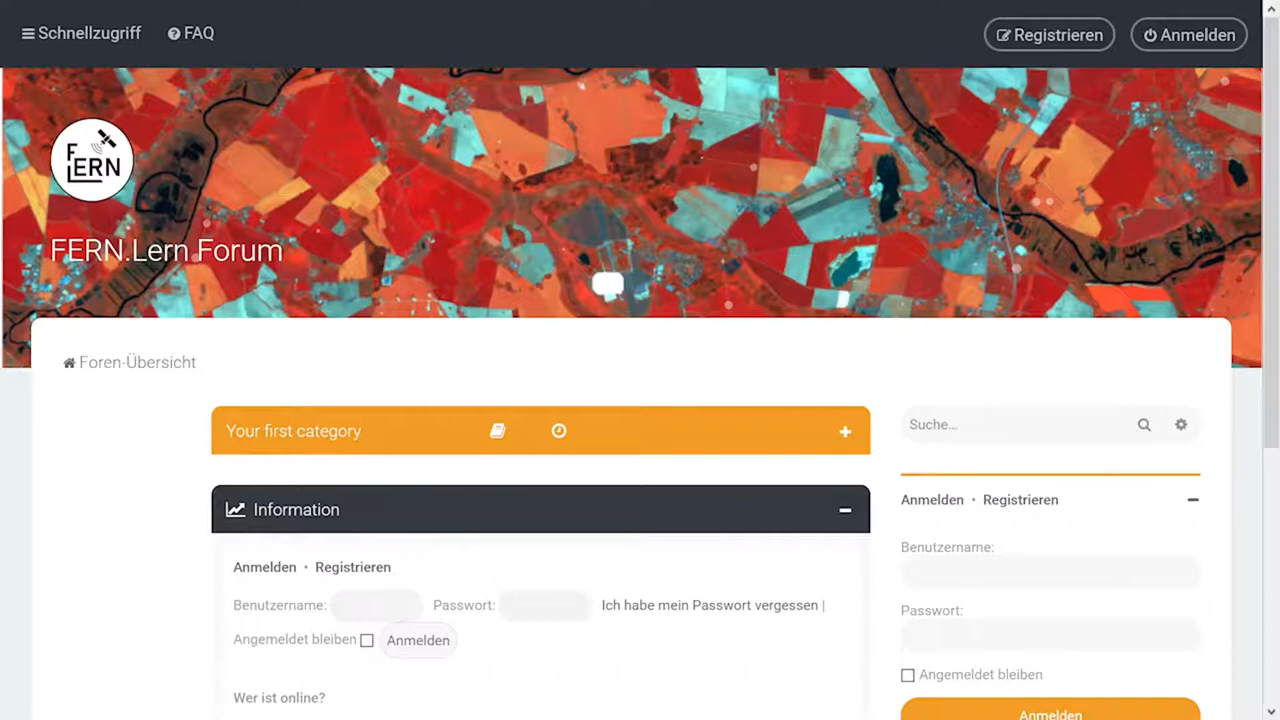 Schnellzugriff FAQ Registrieren Anmelden
FERN
FERN.Lern Forum
Foren-Übersicht
Your first category
Suche…
Information
Anmelden • Registrieren
Benutzername:
Passwort:
Angemeldet bleiben
Anmelden
Anmelden • Registrieren
Benutzername: Passwort: Ich habe mein Passwort vergessen |
Angemeldet bleiben Anmelden
Wer ist online?